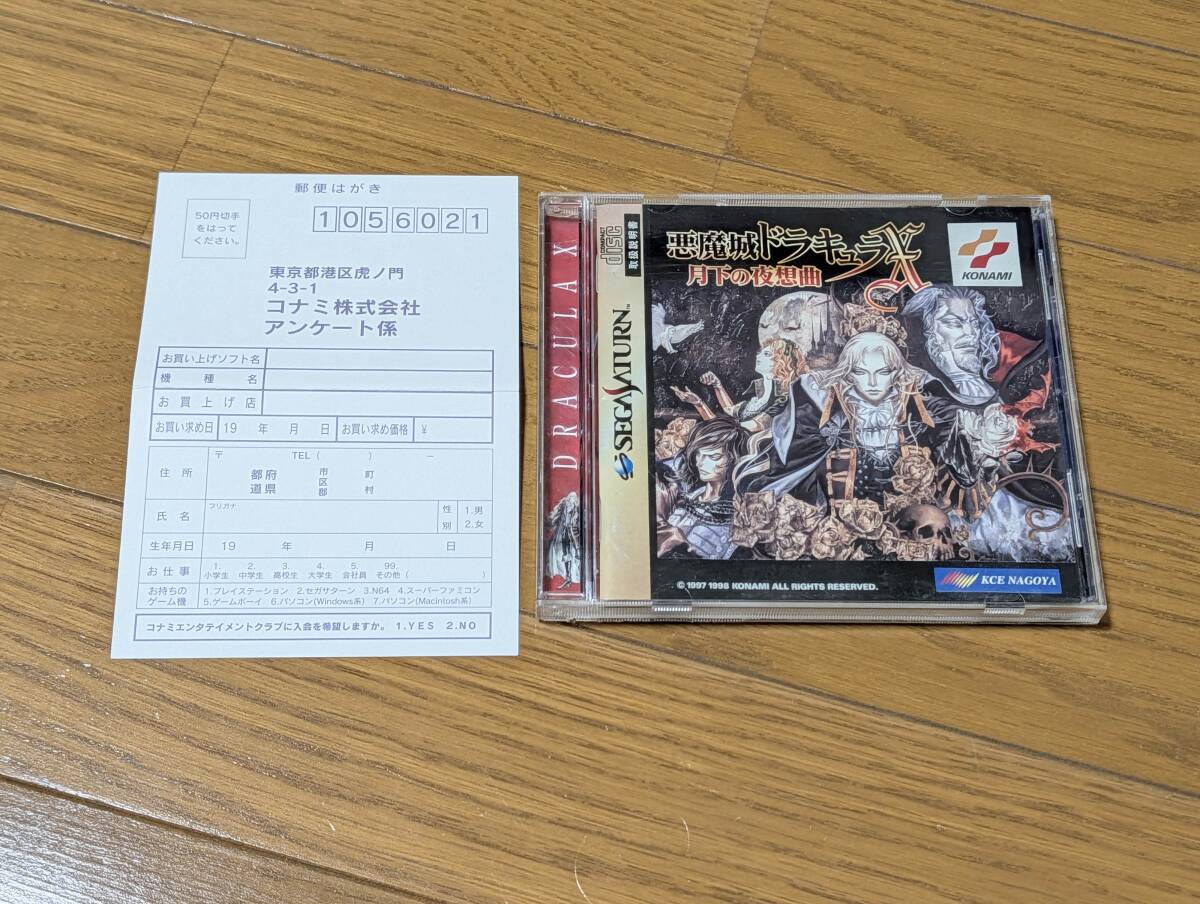 郵便はがき
50円切手
をはって
ください。
1056021
東京都港区虎ノ門
4-3-1
コナミ株式会社
アンケート係
お買い上げソフト名
機種名
お買上げ店
お買い求め日 19 年 月 日 お買い求め価格 ¥
住所 〒 TEL ( ) −
都府
道県
市
区
郡
町
村
フリガナ
氏名
性
別
1.男
2.女
生年月日 19 年 月 日
お仕事
1. 2. 3. 4. 5. 99.
小学生 中学生 高校生 大学生 会社員 その他 ( )
お持ちの
ゲーム機
1.プレイステーション 2.セガサターン 3.N64 4.スーパーファミコン
5.ゲームボーイ 6.パソコン(Windows系) 7.パソコン(Macintosh系)
コナミエンタテイメントクラブに入会を希望しますか。 1.YES 2.NO
DRACULA X
COMPACT
disc
取扱説明書
SEGA SATURN™
悪魔城ドラキュラX
月下の夜想曲
KONAMI
© 1997 1998 KONAMI ALL RIGHTS RESERVED.
KCE NAGOYA